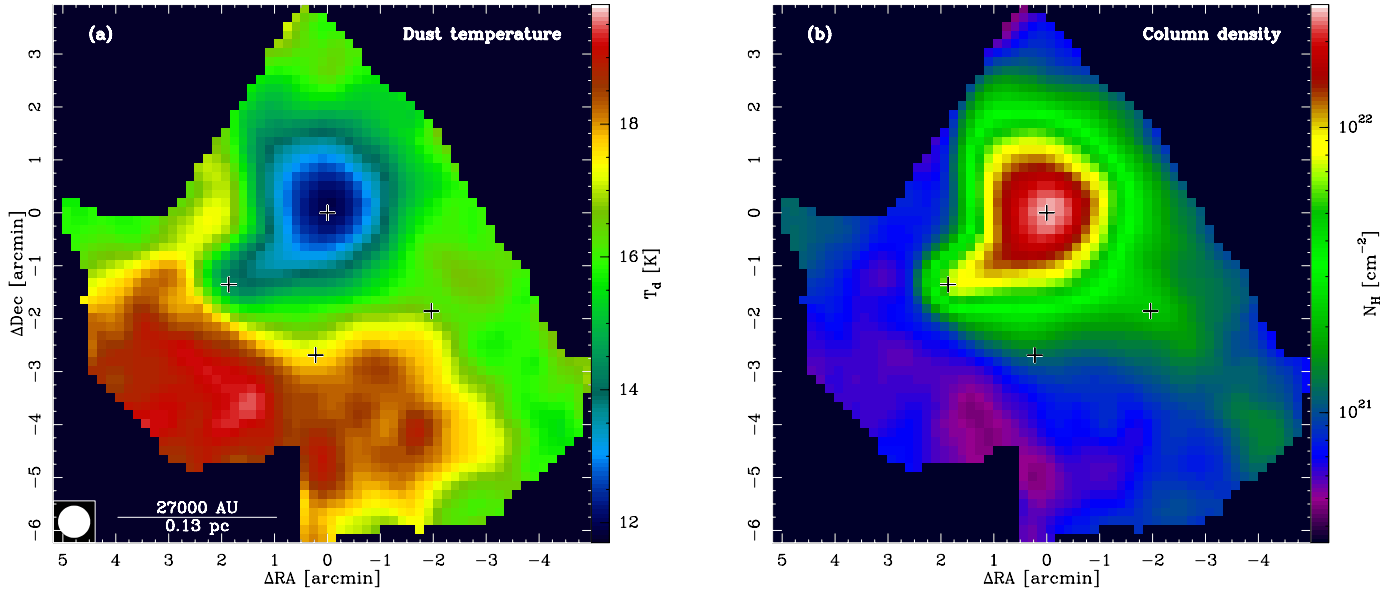 (a) Dust temperature
3
2
1
0
−1
−2
−3
−4
−5
−6
ΔDec [arcmin]
27000 AU
0.13 pc
5 4 3 2 1 0 −1 −2 −3 −4
ΔRA [arcmin]
18
16
14
12
T_d [K]
(b) Column density
3
2
1
0
−1
−2
−3
−4
−5
−6
5 4 3 2 1 0 −1 −2 −3 −4
ΔRA [arcmin]
10^22
10^21
N_H [cm^−2]